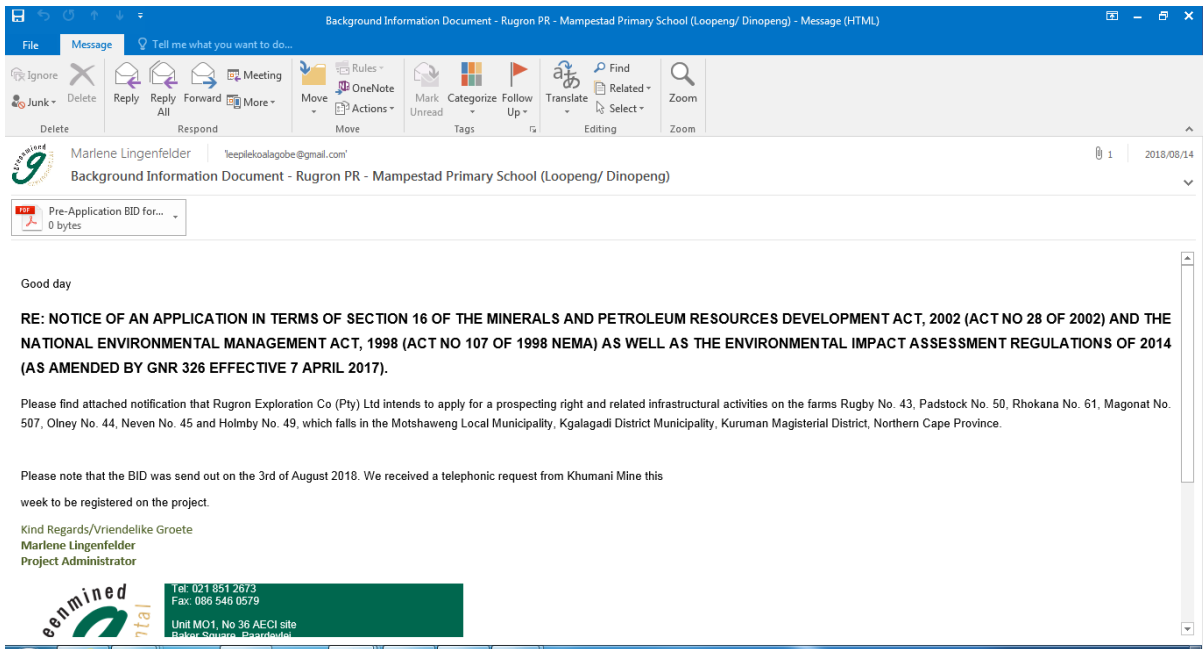 Background Information Document - Rugron PR - Mampestad Primary School (Loopeng/ Dinopeng) - Message (HTML)
File Message Tell me what you want to do...
Ignore
Junk
Delete
Reply
Reply All
Forward
Meeting
More
Move
Rules
OneNote
Actions
Mark Unread
Categorize
Follow Up
Translate
Find
Related
Select
Zoom
Delete Respond Move Tags Editing Zoom
greenmined
Marlene Lingenfelder 'leepilekoalagobe@gmail.com' 1 2018/08/14
Background Information Document - Rugron PR - Mampestad Primary School (Loopeng/ Dinopeng)
PDF
Pre-Application BID for...
0 bytes
Good day
RE: NOTICE OF AN APPLICATION IN TERMS OF SECTION 16 OF THE MINERALS AND PETROLEUM RESOURCES DEVELOPMENT ACT, 2002 (ACT NO 28 OF 2002) AND THE
NATIONAL ENVIRONMENTAL MANAGEMENT ACT, 1998 (ACT NO 107 OF 1998 NEMA) AS WELL AS THE ENVIRONMENTAL IMPACT ASSESSMENT REGULATIONS OF 2014
(AS AMENDED BY GNR 326 EFFECTIVE 7 APRIL 2017).
Please find attached notification that Rugron Exploration Co (Pty) Ltd intends to apply for a prospecting right and related infrastructural activities on the farms Rugby No. 43, Padstock No. 50, Rhokana No. 61, Magonat No.
507, Olney No. 44, Neven No. 45 and Holmby No. 49, which falls in the Motshaweng Local Municipality, Kgalagadi District Municipality, Kuruman Magisterial District, Northern Cape Province.
Please note that the BID was send out on the 3rd of August 2018. We received a telephonic request from Khumani Mine this
week to be registered on the project.
Kind Regards/Vriendelike Groete
Marlene Lingenfelder
Project Administrator
eenmined
ntal
Tel: 021 851 2673
Fax: 086 546 0579
Unit MO1, No 36 AECI site
Baker Square, Paardevlei